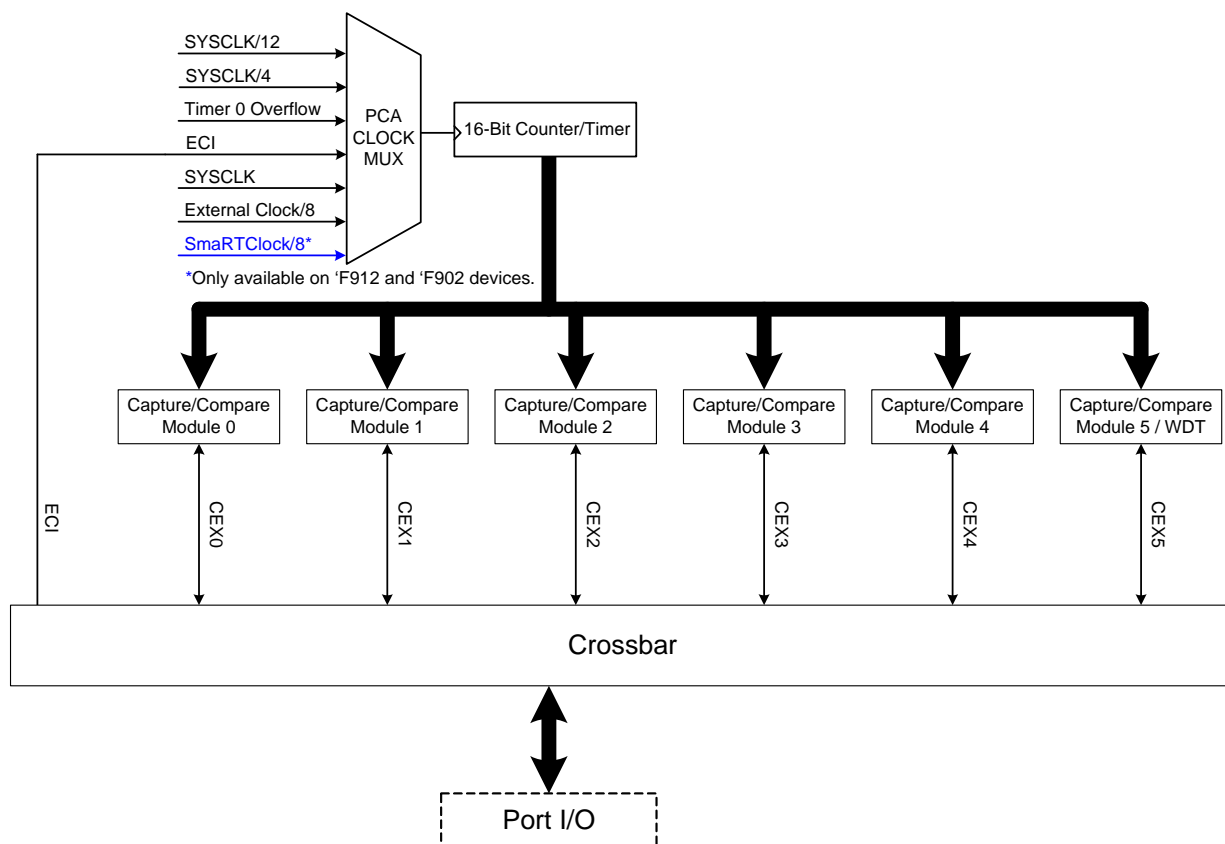 SYSCLK/12
SYSCLK/4
Timer 0 Overflow
ECI
SYSCLK
External Clock/8
SmaRTClock/8*
PCA
CLOCK
MUX
16-Bit Counter/Timer
*Only available on ‘F912 and ‘F902 devices.
Capture/Compare
Module 0
Capture/Compare
Module 1
Capture/Compare
Module 2
Capture/Compare
Module 3
Capture/Compare
Module 4
Capture/Compare
Module 5 / WDT
ECI
CEX0
CEX1
CEX2
CEX3
CEX4
CEX5
Crossbar
Port I/O